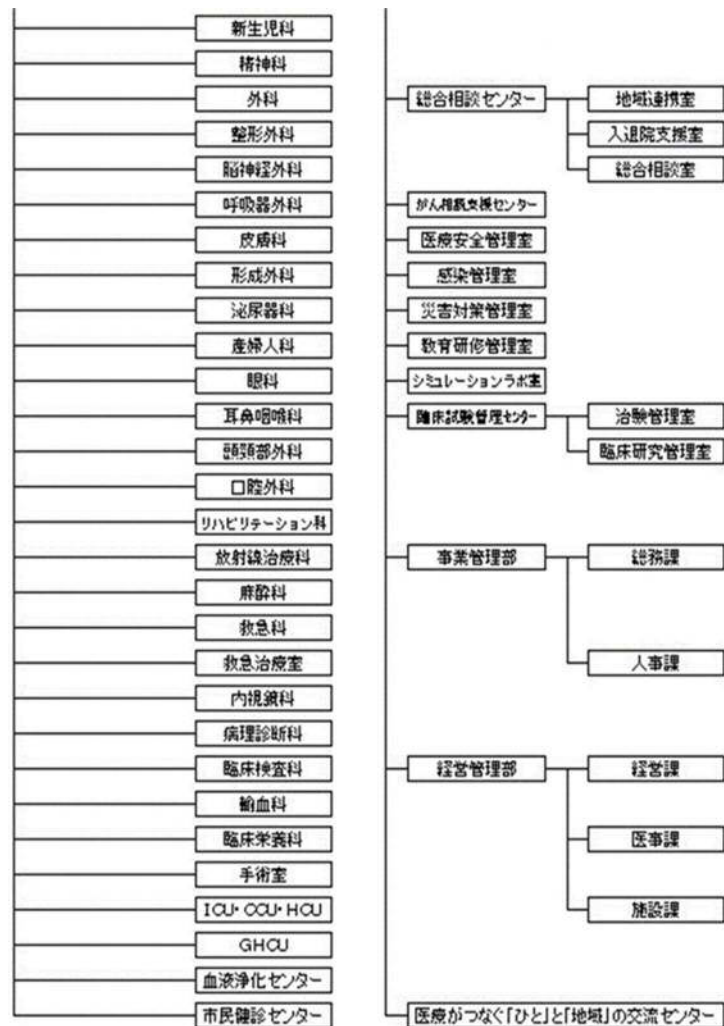 新生児科
精神科
外科
整形外科
脳神経外科
呼吸器外科
皮膚科
形成外科
泌尿器科
産婦人科
眼科
耳鼻咽喉科
頭頸部外科
口腔外科
リハビリテーション科
放射線治療科
麻酔科
救急科
救急治療室
内視鏡科
病理診断科
臨床検査科
輸血科
臨床栄養科
手術室
ICU・CCU・HCU
GHCU
血液浄化センター
市民健診センター
総合相談センター
地域連携室
入退院支援室
総合相談室
がん相談支援センター
医療安全管理室
感染管理室
災害対策管理室
教育研修管理室
シミュレーションラボ室
臨床試験管理センター
治験管理室
臨床研究管理室
事業管理部
総務課
人事課
経営管理部
経営課
医事課
施設課
医療がつなぐ「ひと」と「地域」の交流センター